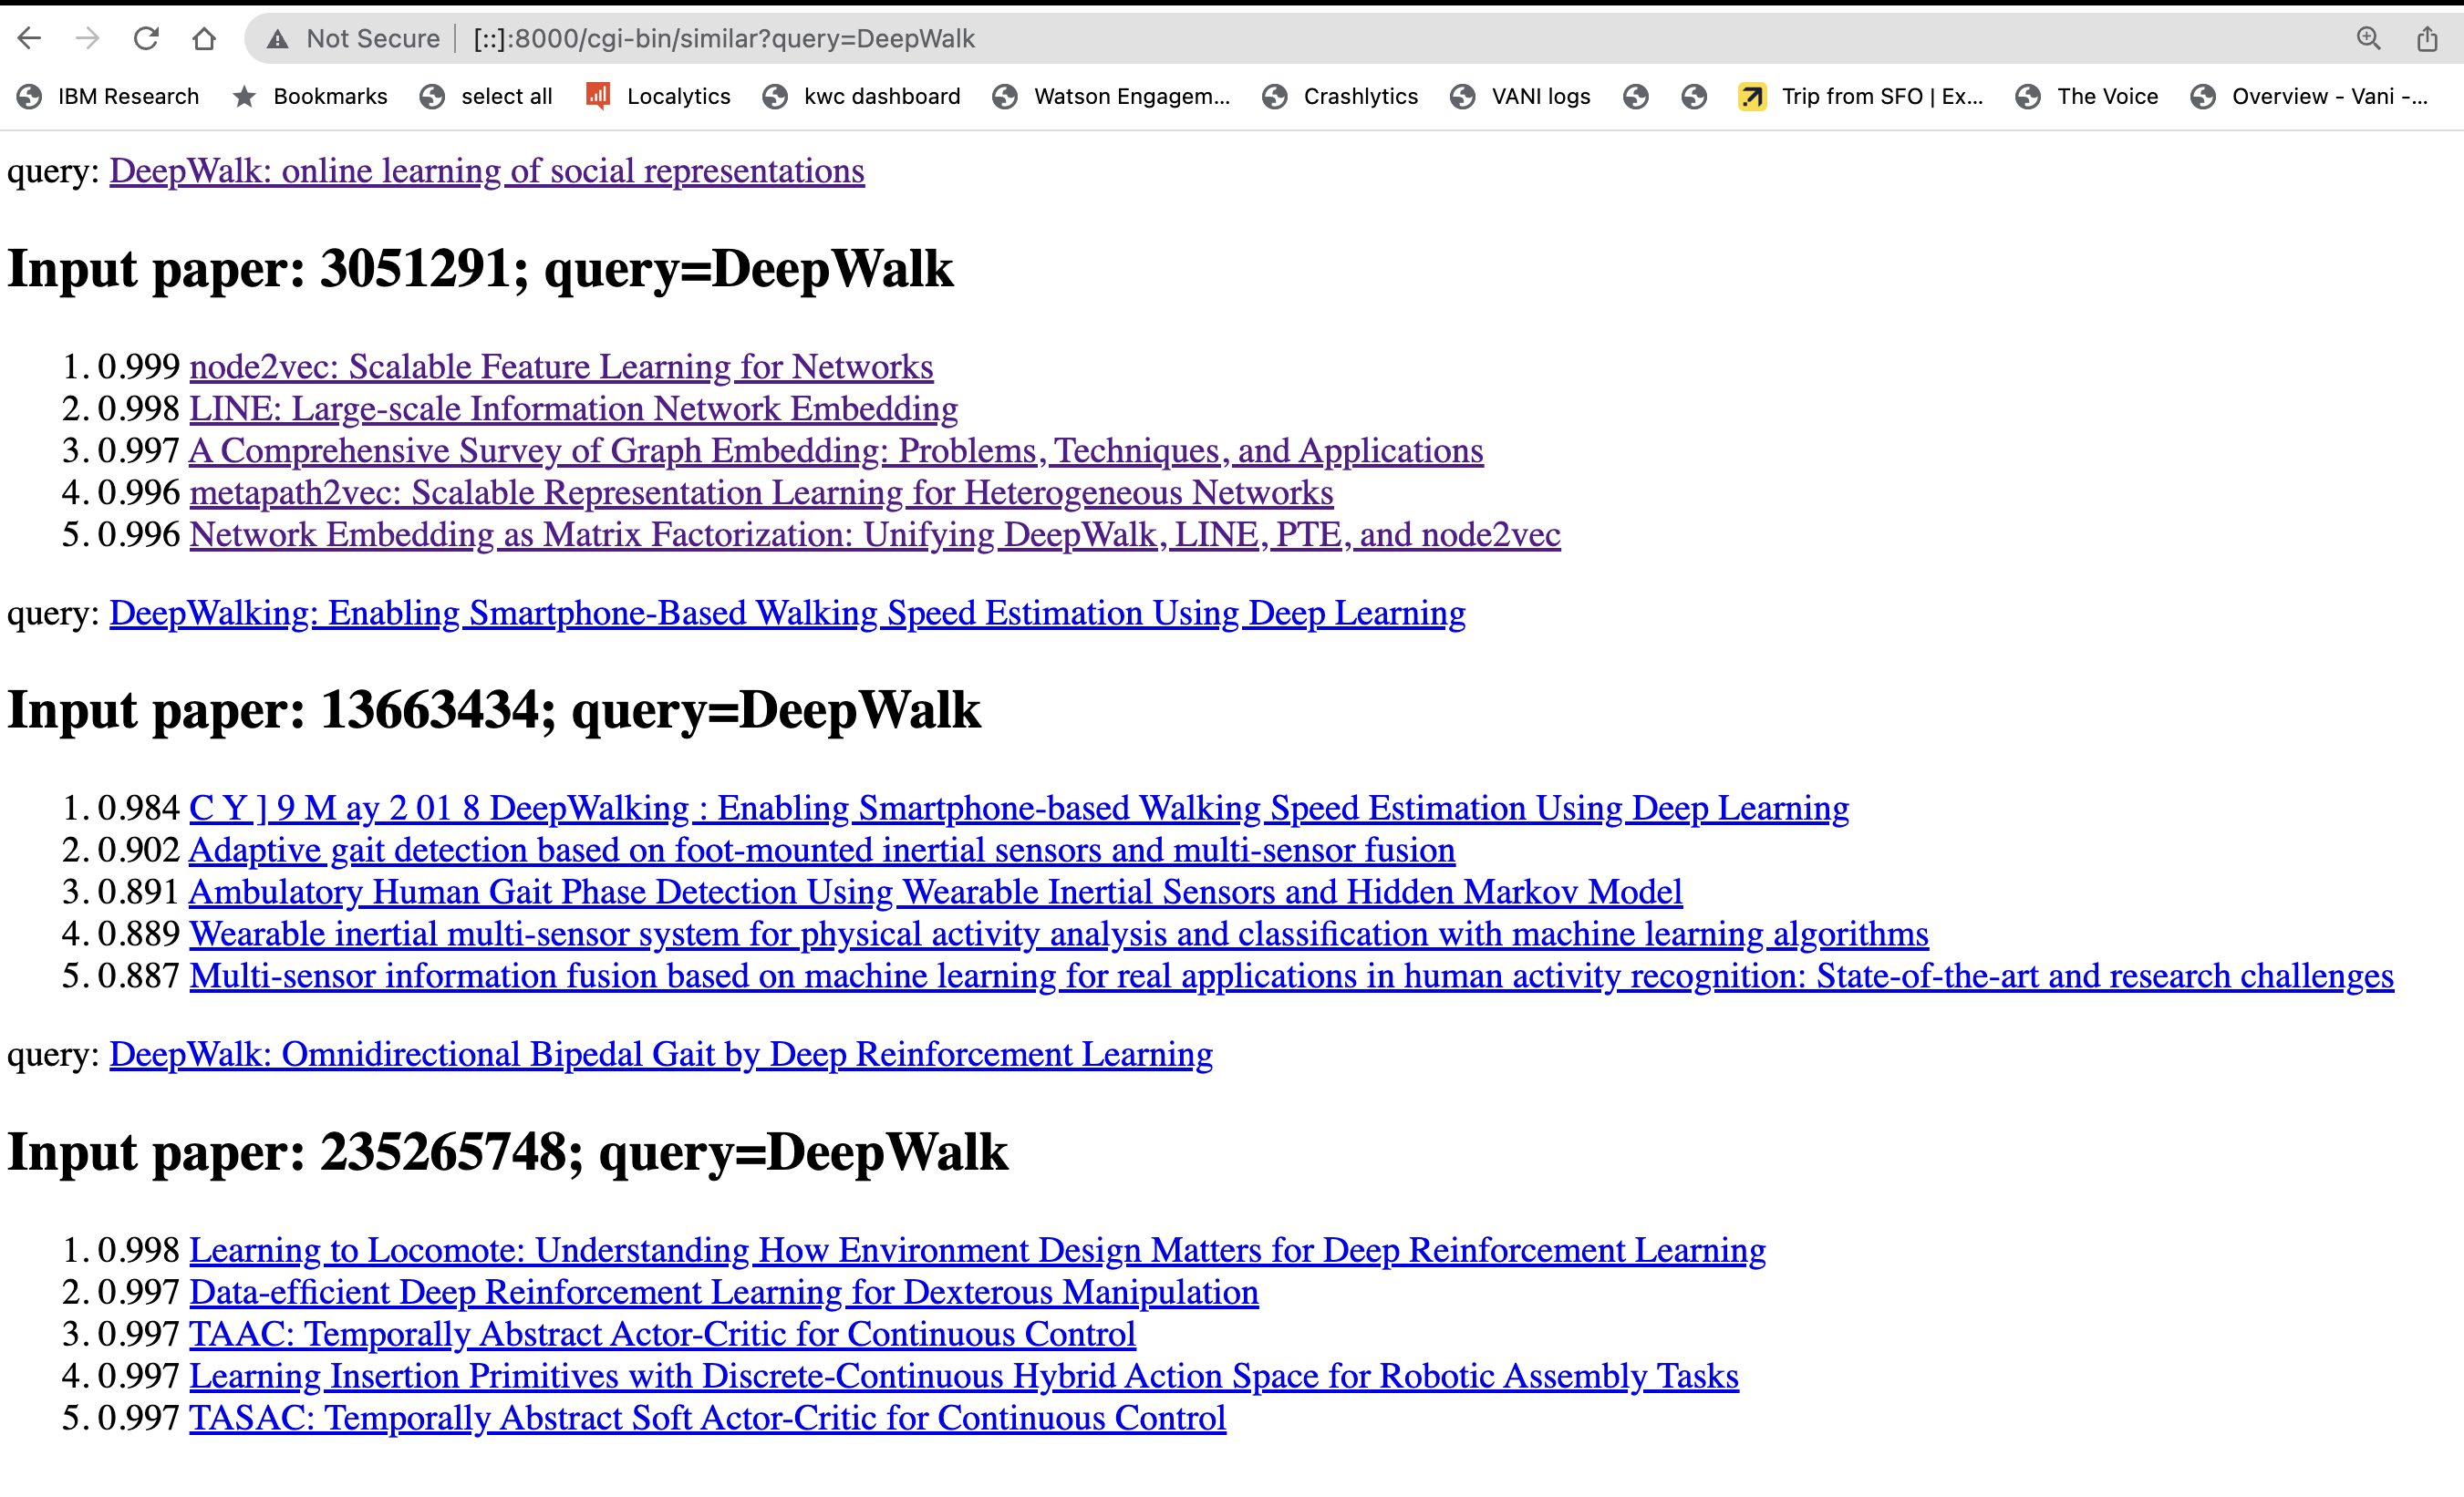 Not Secure | [::]:8000/cgi-bin/similar?query=DeepWalk
IBM Research Bookmarks select all Localytics kwc dashboard Watson Engagem... Crashlytics VANI logs Trip from SFO | Ex... The Voice Overview - Vani -...
query: DeepWalk: online learning of social representations
Input paper: 3051291; query=DeepWalk
1. 0.999 node2vec: Scalable Feature Learning for Networks
2. 0.998 LINE: Large-scale Information Network Embedding
3. 0.997 A Comprehensive Survey of Graph Embedding: Problems, Techniques, and Applications
4. 0.996 metapath2vec: Scalable Representation Learning for Heterogeneous Networks
5. 0.996 Network Embedding as Matrix Factorization: Unifying DeepWalk, LINE, PTE, and node2vec
query: DeepWalking: Enabling Smartphone-Based Walking Speed Estimation Using Deep Learning
Input paper: 13663434; query=DeepWalk
1. 0.984 C Y ] 9 M ay 2 01 8 DeepWalking : Enabling Smartphone-based Walking Speed Estimation Using Deep Learning
2. 0.902 Adaptive gait detection based on foot-mounted inertial sensors and multi-sensor fusion
3. 0.891 Ambulatory Human Gait Phase Detection Using Wearable Inertial Sensors and Hidden Markov Model
4. 0.889 Wearable inertial multi-sensor system for physical activity analysis and classification with machine learning algorithms
5. 0.887 Multi-sensor information fusion based on machine learning for real applications in human activity recognition: State-of-the-art and research challenges
query: DeepWalk: Omnidirectional Bipedal Gait by Deep Reinforcement Learning
Input paper: 235265748; query=DeepWalk
1. 0.998 Learning to Locomote: Understanding How Environment Design Matters for Deep Reinforcement Learning
2. 0.997 Data-efficient Deep Reinforcement Learning for Dexterous Manipulation
3. 0.997 TAAC: Temporally Abstract Actor-Critic for Continuous Control
4. 0.997 Learning Insertion Primitives with Discrete-Continuous Hybrid Action Space for Robotic Assembly Tasks
5. 0.997 TASAC: Temporally Abstract Soft Actor-Critic for Continuous Control